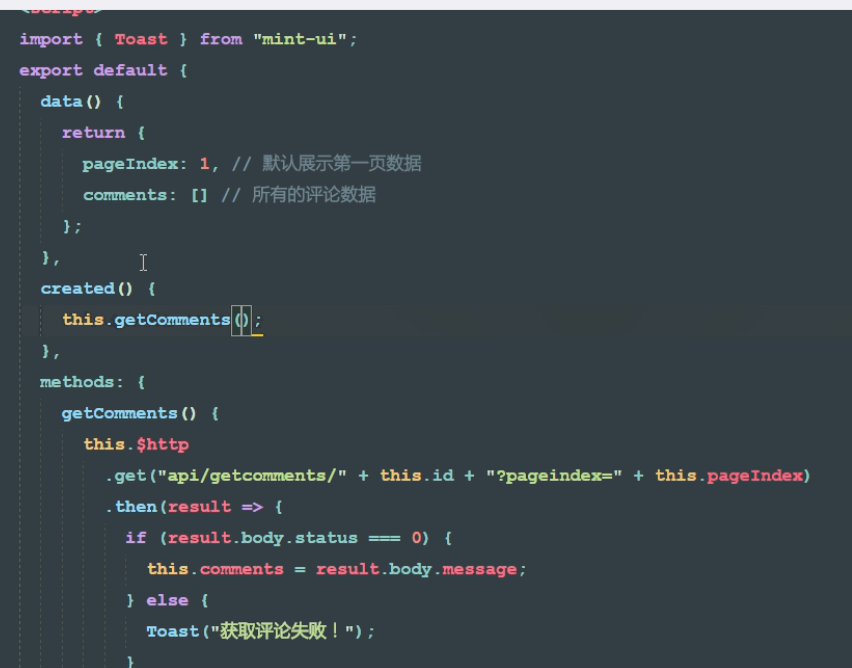 <script>
import { Toast } from "mint-ui";
export default {
data() {
return {
pageIndex: 1, // 默认展示第一页数据
comments: [] // 所有的评论数据
};
},
created() {
this.getComments();
},
methods: {
getComments() {
this.$http
.get("api/getcomments/" + this.id + "?pageindex=" + this.pageIndex)
.then(result => {
if (result.body.status === 0) {
this.comments = result.body.message;
} else {
Toast("获取评论失败！");
}